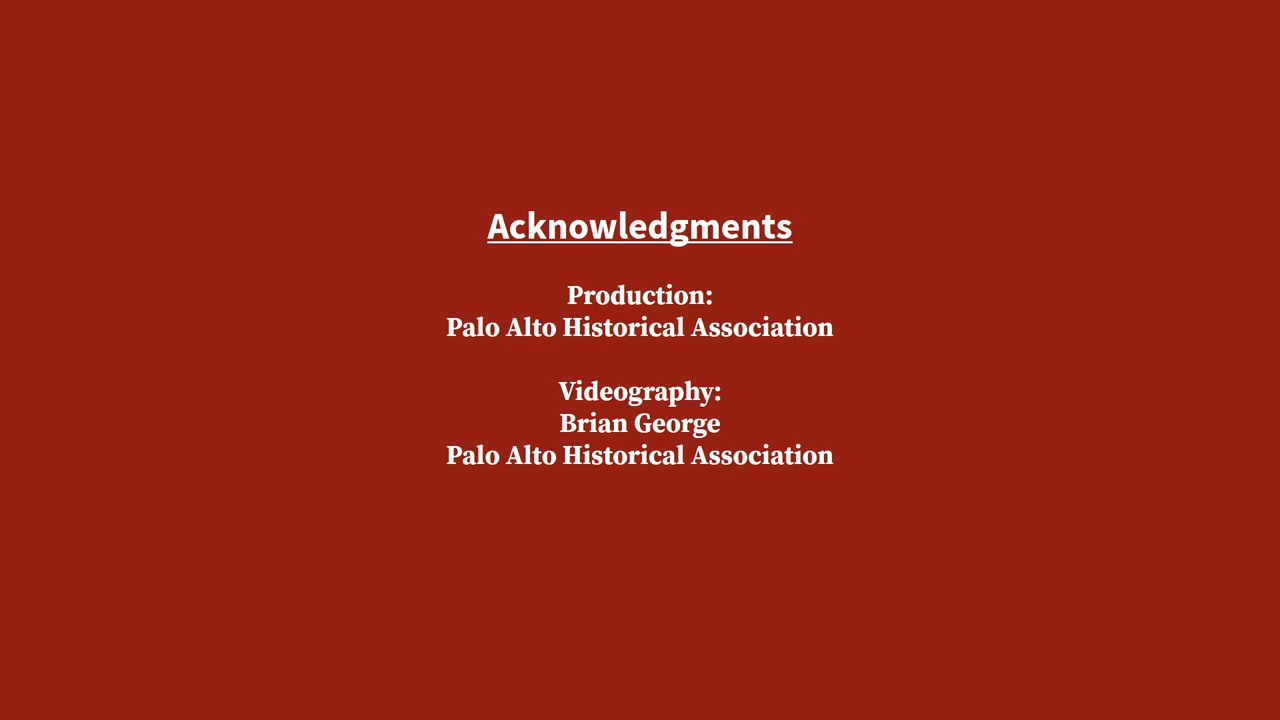 Acknowledgments
Production:
Palo Alto Historical Association
Videography:
Brian George
Palo Alto Historical Association